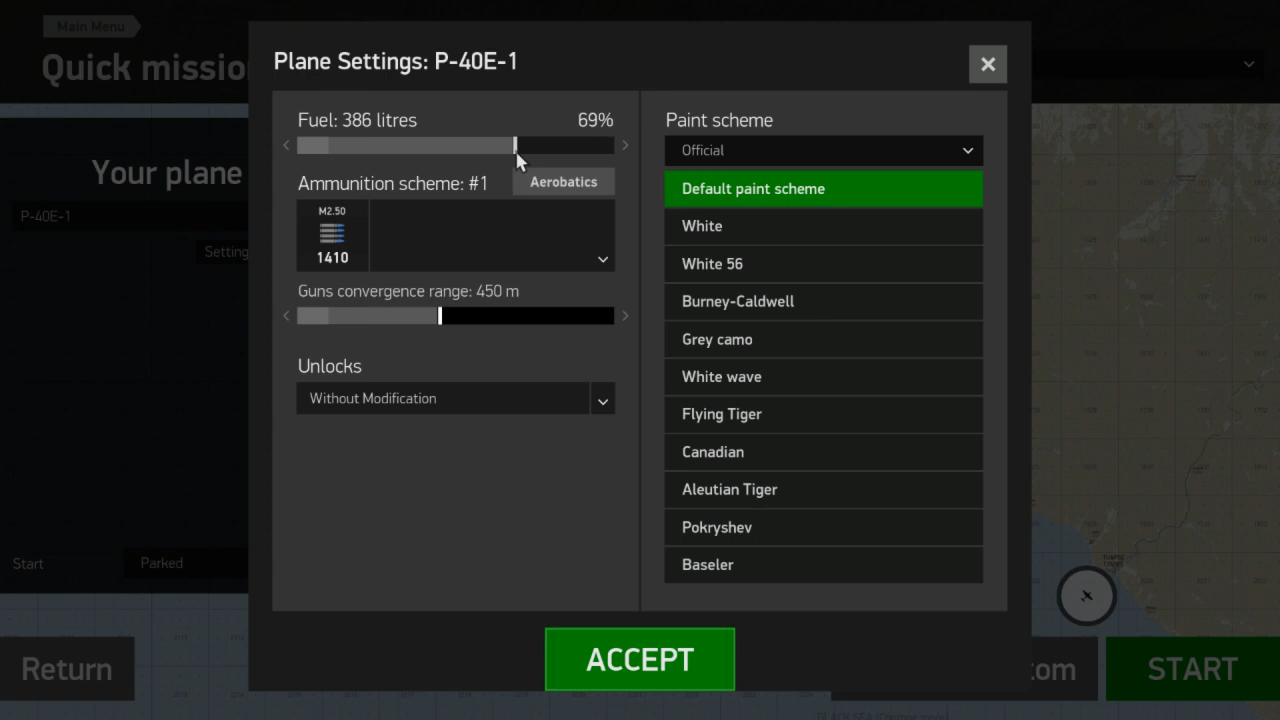 Main Menu
Quick missio
Your plane
P-40E-1
Setting
Start
Parked
Return
Plane Settings: P-40E-1
Fuel: 386 litres
69%
Ammunition scheme: #1
Aerobatics
M2.50
1410
Guns convergence range: 450 m
Unlocks
Without Modification
Paint scheme
Official
Default paint scheme
White
White 56
Burney-Caldwell
Grey camo
White wave
Flying Tiger
Canadian
Aleutian Tiger
Pokryshev
Baseler
ACCEPT
tom
START